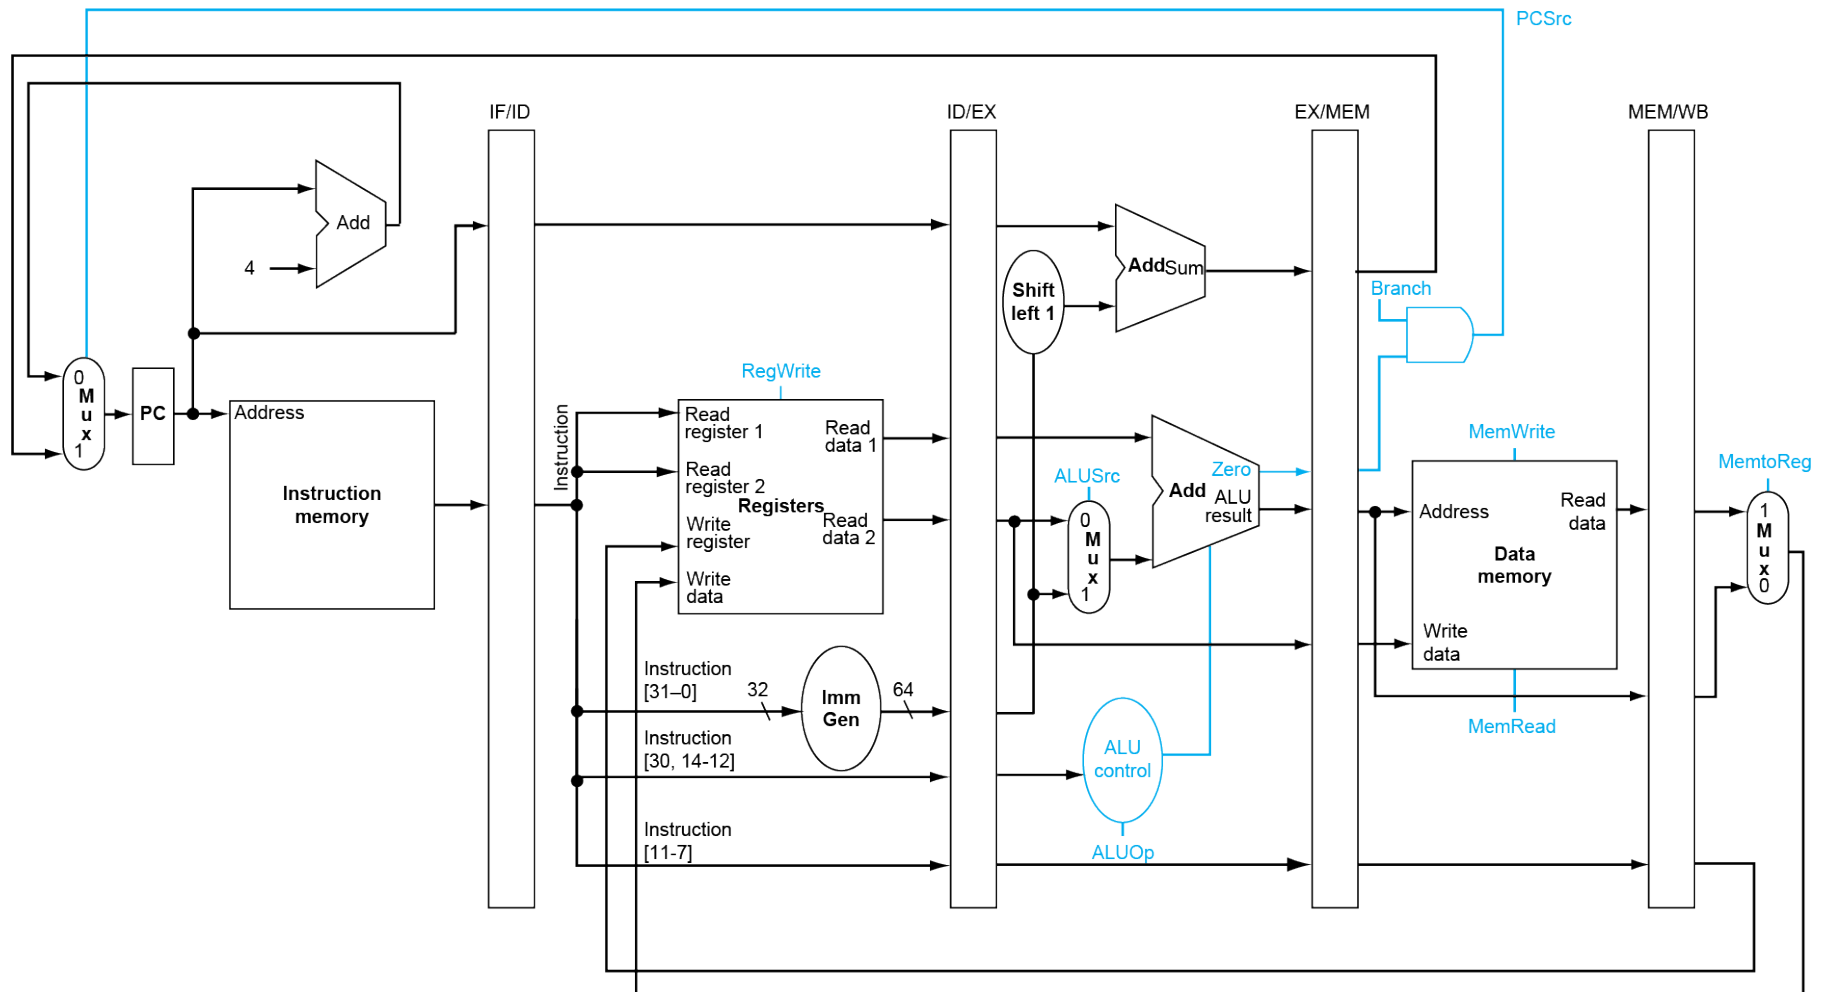 PCSrc
IF/ID
ID/EX
EX/MEM
MEM/WB
Add
4
Add
Sum
Shift
left 1
Branch
0
M
u
x
1
PC
Address
Instruction
memory
Instruction
RegWrite
Read
register 1
Read
register 2
Write
register
Write
data
Registers
Read
data 1
Read
data 2
ALUSrc
0
M
u
x
1
Zero
Add
ALU
result
MemWrite
Address
Read
data
Data
memory
Write
data
MemRead
MemtoReg
1
M
u
x
0
Instruction
[31–0]
32
Imm
Gen
64
Instruction
[30, 14-12]
ALU
control
Instruction
[11-7]
ALUOp